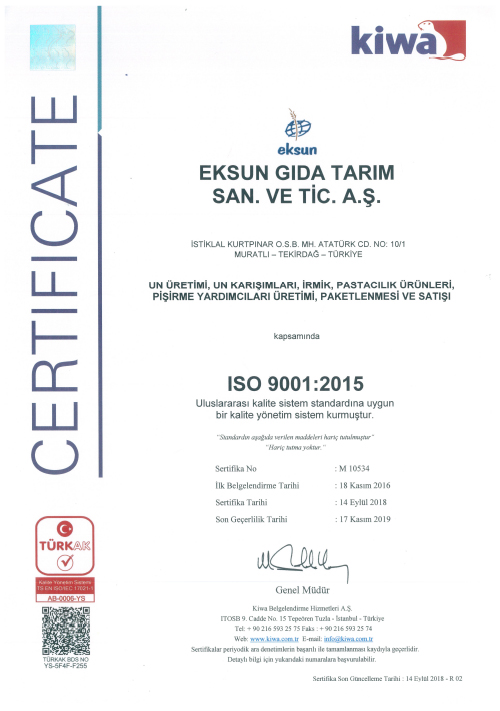 kiwa
CERTIFICATE
eksun
EKSUN GIDA TARIM
SAN. VE TİC. A.Ş.
İSTİKLAL KURTPINAR O.S.B. MH. ATATÜRK CD. NO: 10/1
MURATLI – TEKİRDAĞ – TÜRKİYE
UN ÜRETİMİ, UN KARIŞIMLARI, İRMİK, PASTACILIK ÜRÜNLERİ,
PİŞİRME YARDIMCILARI ÜRETİMİ, PAKETLENMESİ VE SATIŞI
kapsamında
ISO 9001:2015
Uluslararası kalite sistem standardına uygun
bir kalite yönetim sistem kurmuştur.
"Standardın aşağıda verilen maddeleri hariç tutulmuştur"
"Hariç tutma yoktur."
Sertifika No : M 10534
İlk Belgelendirme Tarihi : 18 Kasım 2016
Sertifika Tarihi : 14 Eylül 2018
Son Geçerlilik Tarihi : 17 Kasım 2019
TÜRKAK
Kalite Yönetim Sistemi
TS EN ISO/IEC 17021-1
AB-0006-YS
TÜRKAK BDS NO
YS-5F4F-F255
Genel Müdür
Kiwa Belgelendirme Hizmetleri A.Ş.
ITOSB 9. Cadde No. 15 Tepeören Tuzla - İstanbul - Türkiye
Tel: + 90 216 593 25 75 Faks : + 90 216 593 25 74
Web: www.kiwa.com.tr E-mail: info@kiwa.com.tr
Sertifikalar periyodik ara denetimlerin başarılı ile tamamlanması kaydıyla geçerlidir.
Detaylı bilgi için yukarıdaki numaralara başvurulabilir.
Sertifika Son Güncelleme Tarihi : 14 Eylül 2018 - R 02